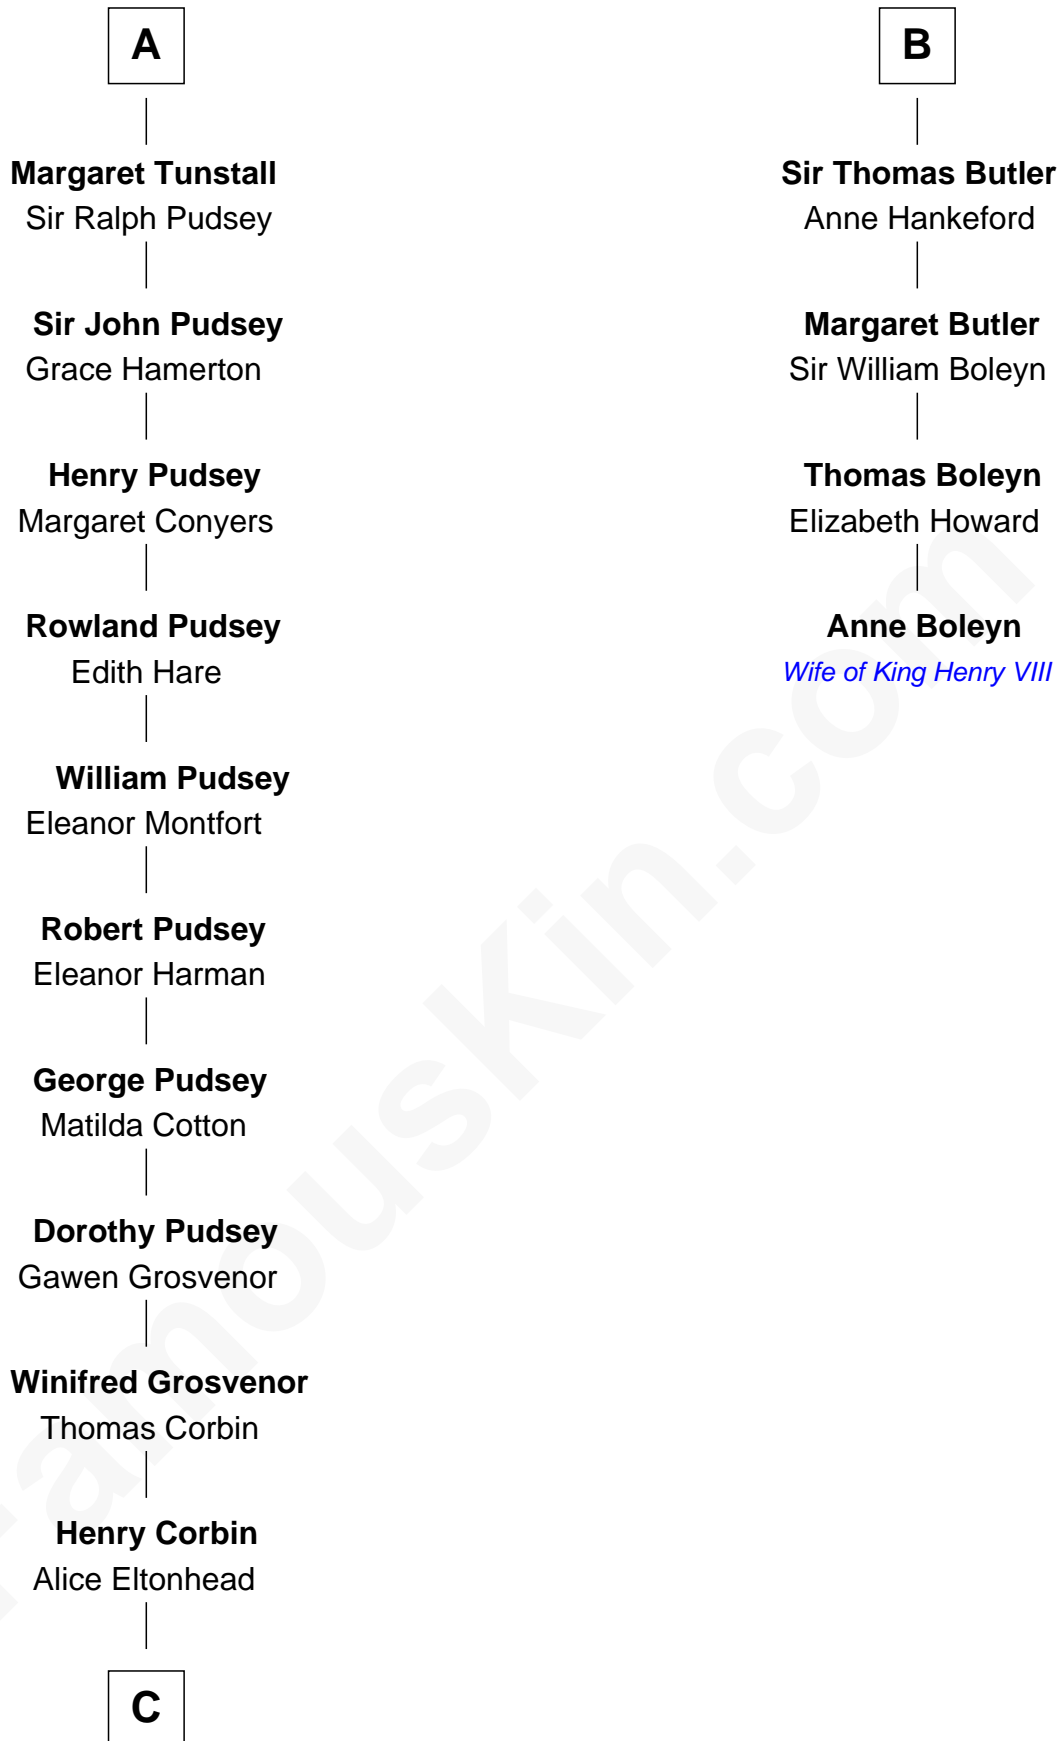 A
Margaret Tunstall
Sir Ralph Pudsey
Sir John Pudsey
Grace Hamerton
Henry Pudsey
Margaret Conyers
Rowland Pudsey
Edith Hare
William Pudsey
Eleanor Montfort
Robert Pudsey
Eleanor Harman
George Pudsey
Matilda Cotton
Dorothy Pudsey
Gawen Grosvenor
Winifred Grosvenor
Thomas Corbin
Henry Corbin
Alice Eltonhead
C
B
Sir Thomas Butler
Anne Hankeford
Margaret Butler
Sir William Boleyn
Thomas Boleyn
Elizabeth Howard
Anne Boleyn
Wife of King Henry VIII
FamousKin.com